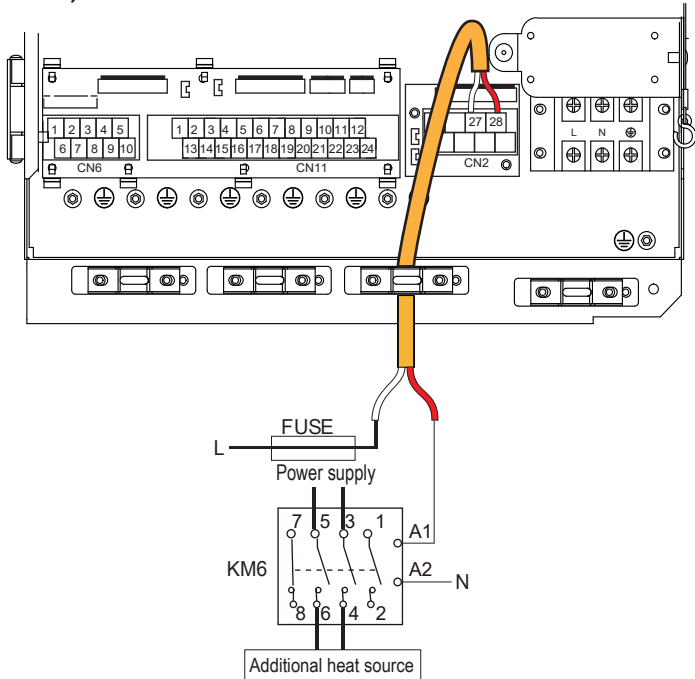 27 28
1 2 3 4 5
6 7 8 9 10
CN6
1 2 3 4 5 6 7 8 9 10 11 12
13 14 15 16 17 18 19 20 21 22 23 24
CN11
CN2
L N
FUSE
L
Power supply
7 5 3 1
A1
KM6
A2
N
8 6 4 2
Additional heat source